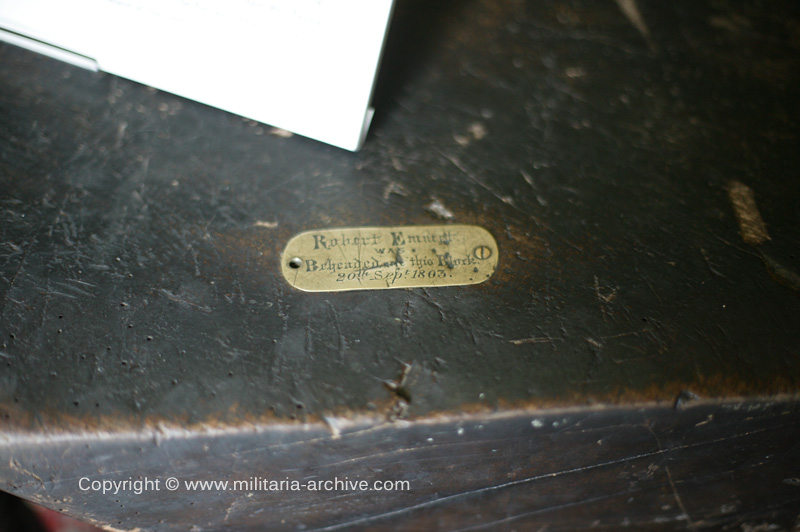 Robert Emmett
was
Beheaded on this Block.
20th Sept 1803.
Copyright © www.militaria-archive.com